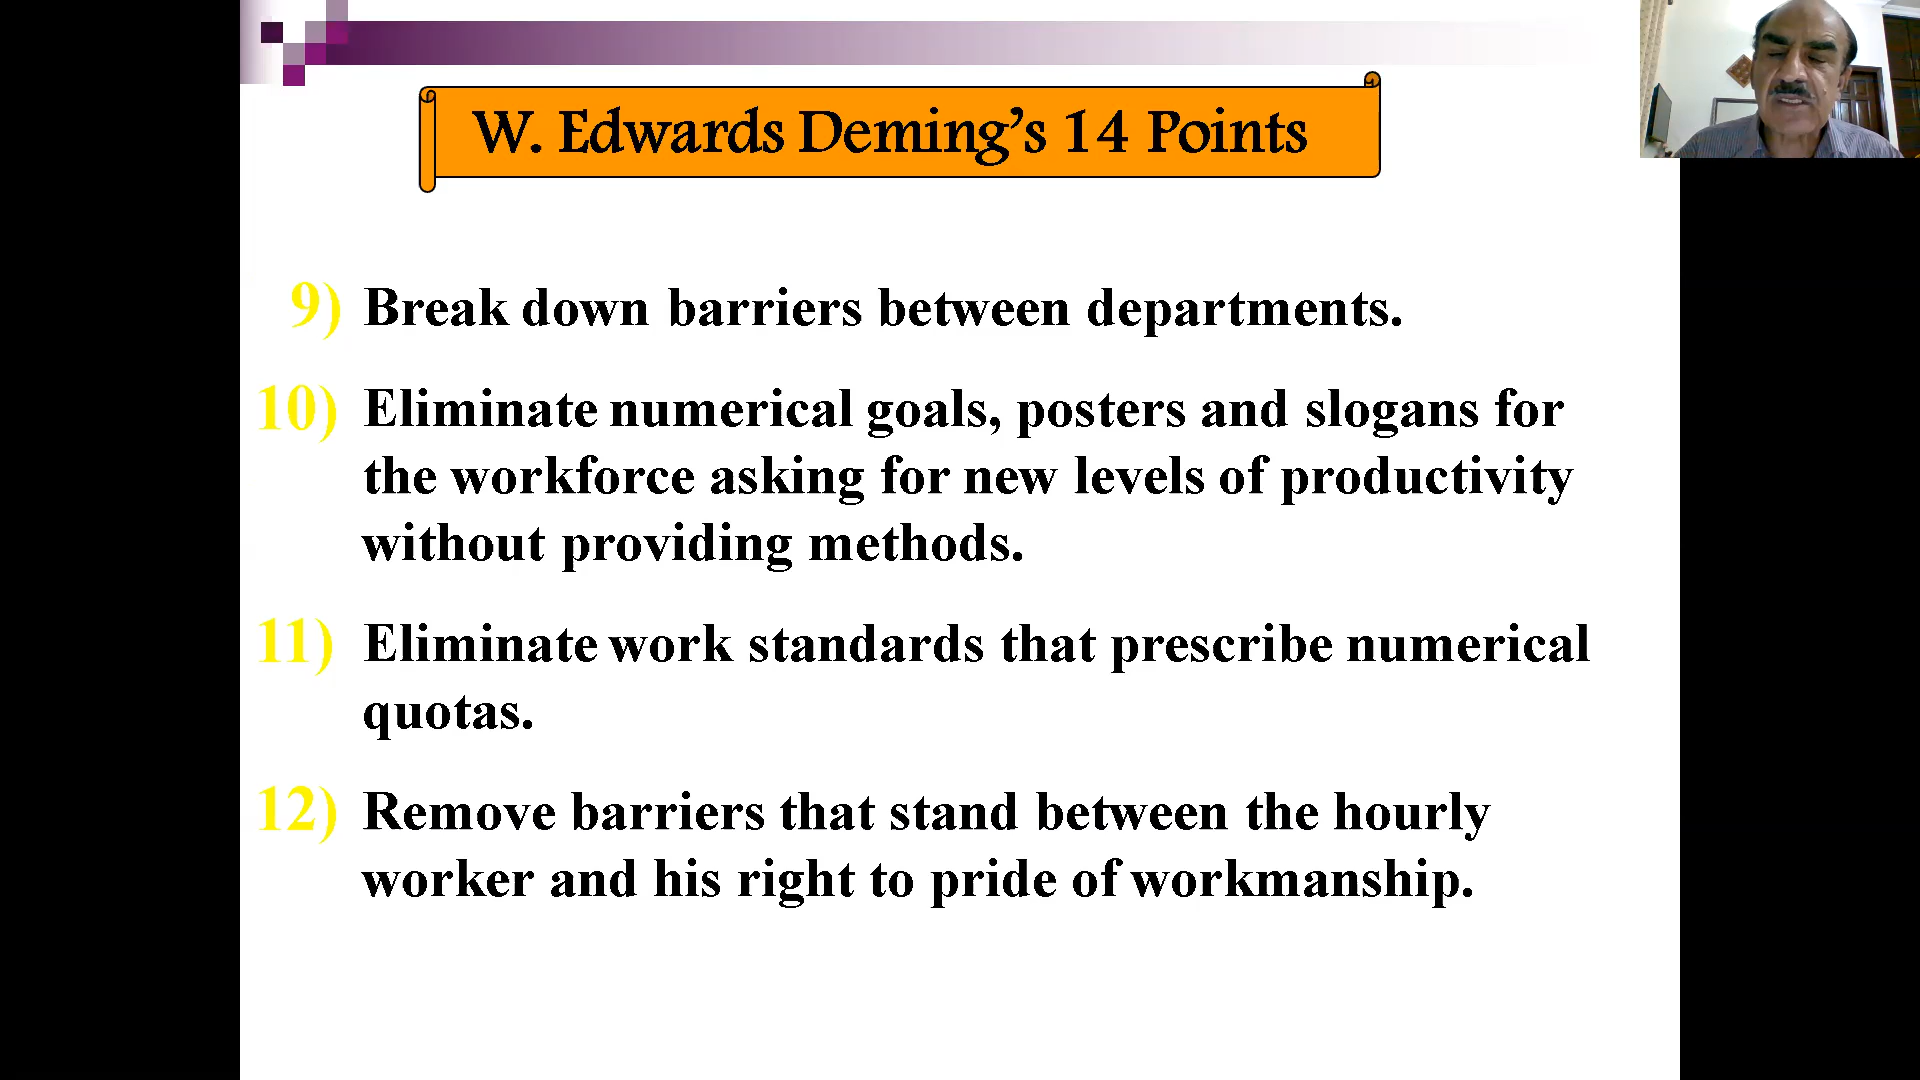 W. Edwards Deming’s 14 Points
9) Break down barriers between departments.
10) Eliminate numerical goals, posters and slogans for
the workforce asking for new levels of productivity
without providing methods.
11) Eliminate work standards that prescribe numerical
quotas.
12) Remove barriers that stand between the hourly
worker and his right to pride of workmanship.